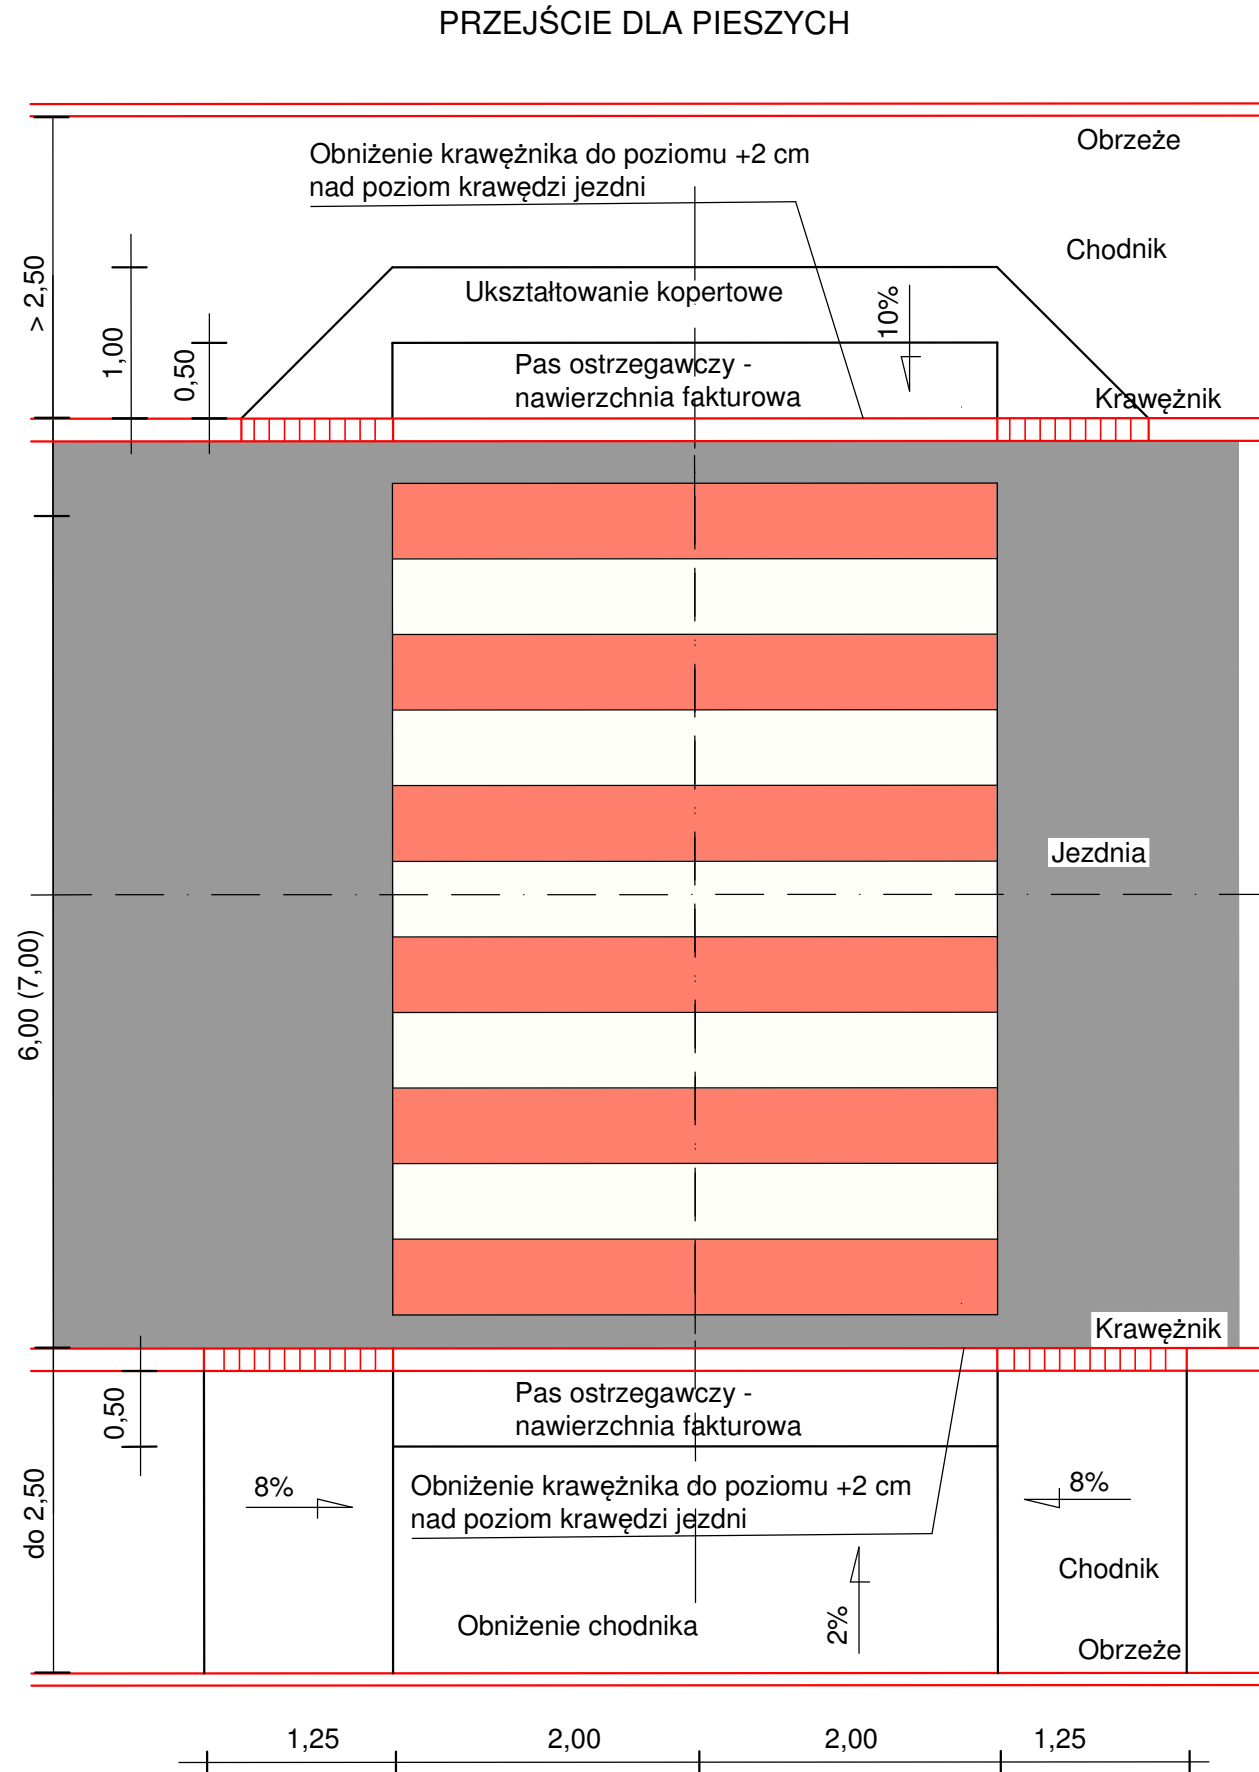 PRZEJŚCIE DLA PIESZYCH
Obrzeże
Obniżenie krawężnika do poziomu +2 cm
nad poziom krawędzi jezdni
Chodnik
> 2,50
1,00
0,50
Ukształtowanie kopertowe
10%
Pas ostrzegawczy -
nawierzchnia fakturowa
Krawężnik
Jezdnia
6,00 (7,00)
Krawężnik
0,50
Pas ostrzegawczy -
nawierzchnia fakturowa
do 2,50
8%
Obniżenie krawężnika do poziomu +2 cm
nad poziom krawędzi jezdni
8%
Chodnik
2%
Obniżenie chodnika
Obrzeże
1,25
2,00
2,00
1,25